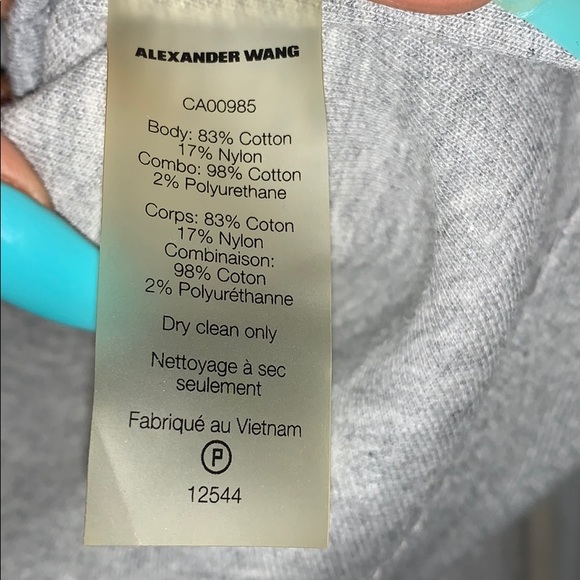 ALEXANDER WANG
CA00985
Body: 83% Cotton
17% Nylon
Combo: 98% Cotton
2% Polyurethane
Corps: 83% Coton
17% Nylon
Combinaison:
98% Coton
2% Polyuréthanne
Dry clean only
Nettoyage à sec
seulement
Fabriqué au Vietnam
P
12544